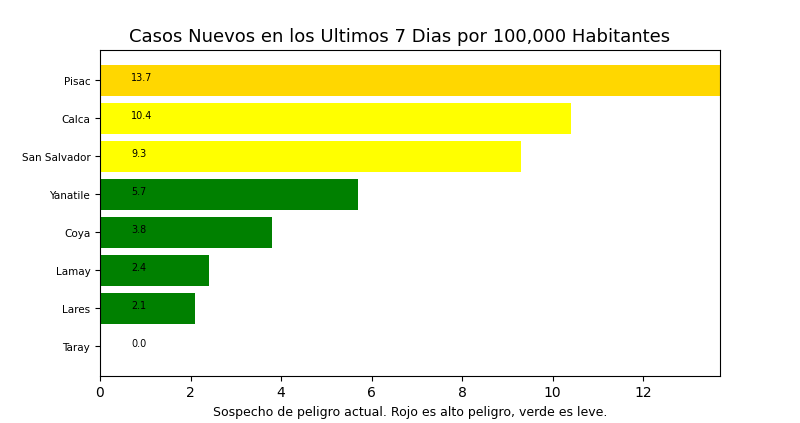 Casos Nuevos en los Ultimos 7 Dias por 100,000 Habitantes
Pisac 13.7
Calca 10.4
San Salvador 9.3
Yanatile 5.7
Coya 3.8
Lamay 2.4
Lares 2.1
Taray 0.0
0 2 4 6 8 10 12
Sospecho de peligro actual. Rojo es alto peligro, verde es leve.